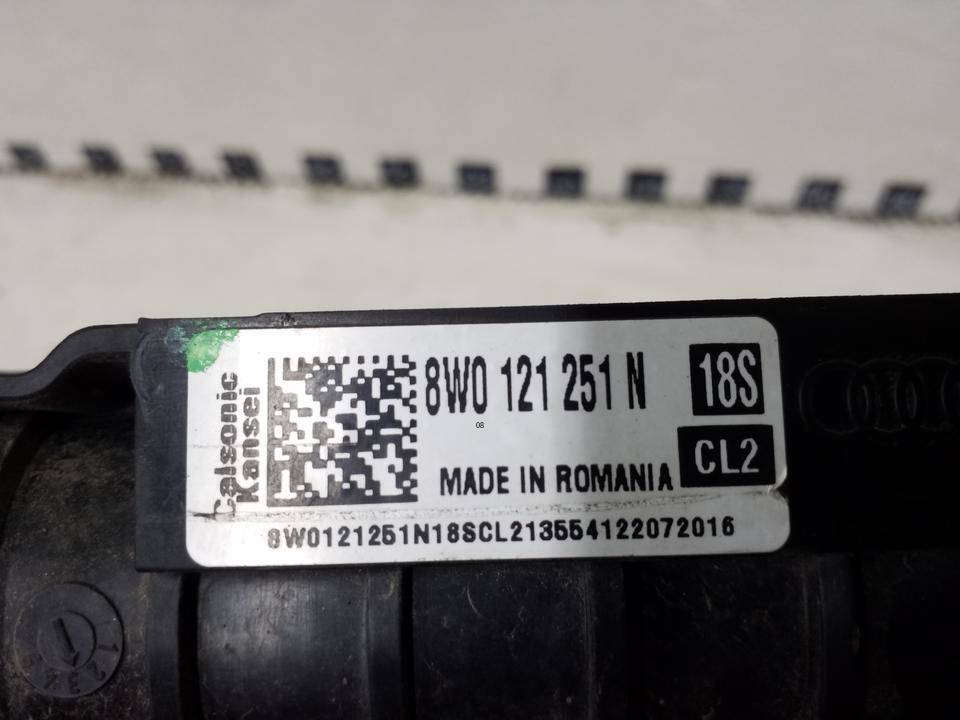 Calsonic
Kansei
8W0 121 251 N
18S
08
CL2
MADE IN ROMANIA
8W0121251N18SCL213554122072016